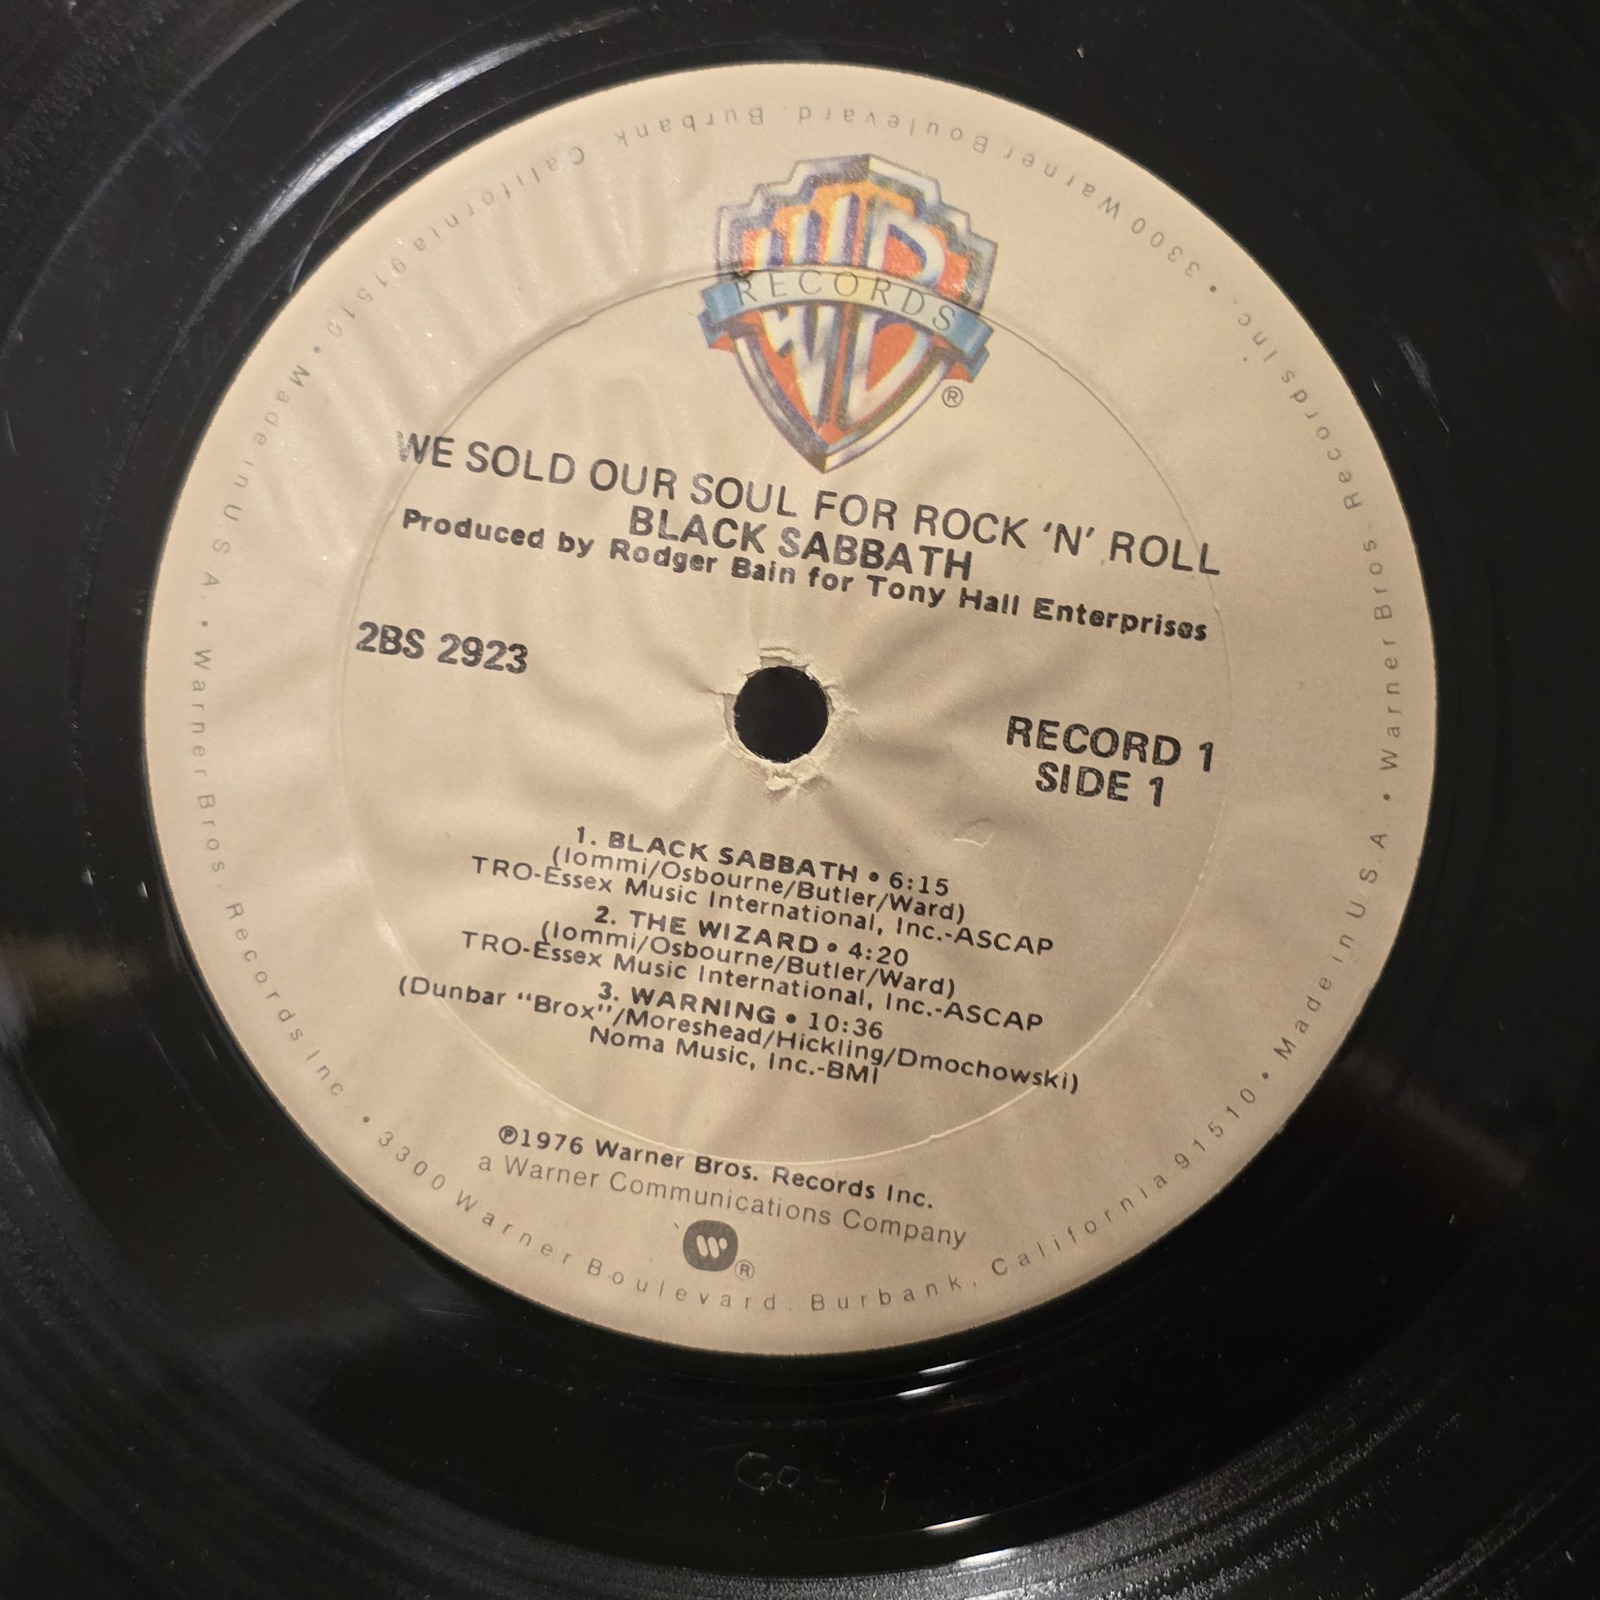 WB
RECORDS
®
WE SOLD OUR SOUL FOR ROCK 'N' ROLL
BLACK SABBATH
Produced by Rodger Bain for Tony Hall Enterprises
2BS 2923
RECORD 1
SIDE 1
1. BLACK SABBATH • 6:15
(Iommi/Osbourne/Butler/Ward)
TRO-Essex Music International, Inc.-ASCAP
2. THE WIZARD • 4:20
(Iommi/Osbourne/Butler/Ward)
TRO-Essex Music International, Inc.-ASCAP
3. WARNING • 10:36
(Dunbar "Brox"/Moreshead/Hickling/Dmochowski)
Noma Music, Inc.-BMI
℗1976 Warner Bros. Records Inc.
a Warner Communications Company
W®
Warner Bros. Records Inc. • 3300 Warner Boulevard, Burbank, California 91510 • Made in U.S.A. • Warner Bros. Records Inc. • 3300 Warner Boulevard, Burbank, California 91510 • Made in U.S.A. •